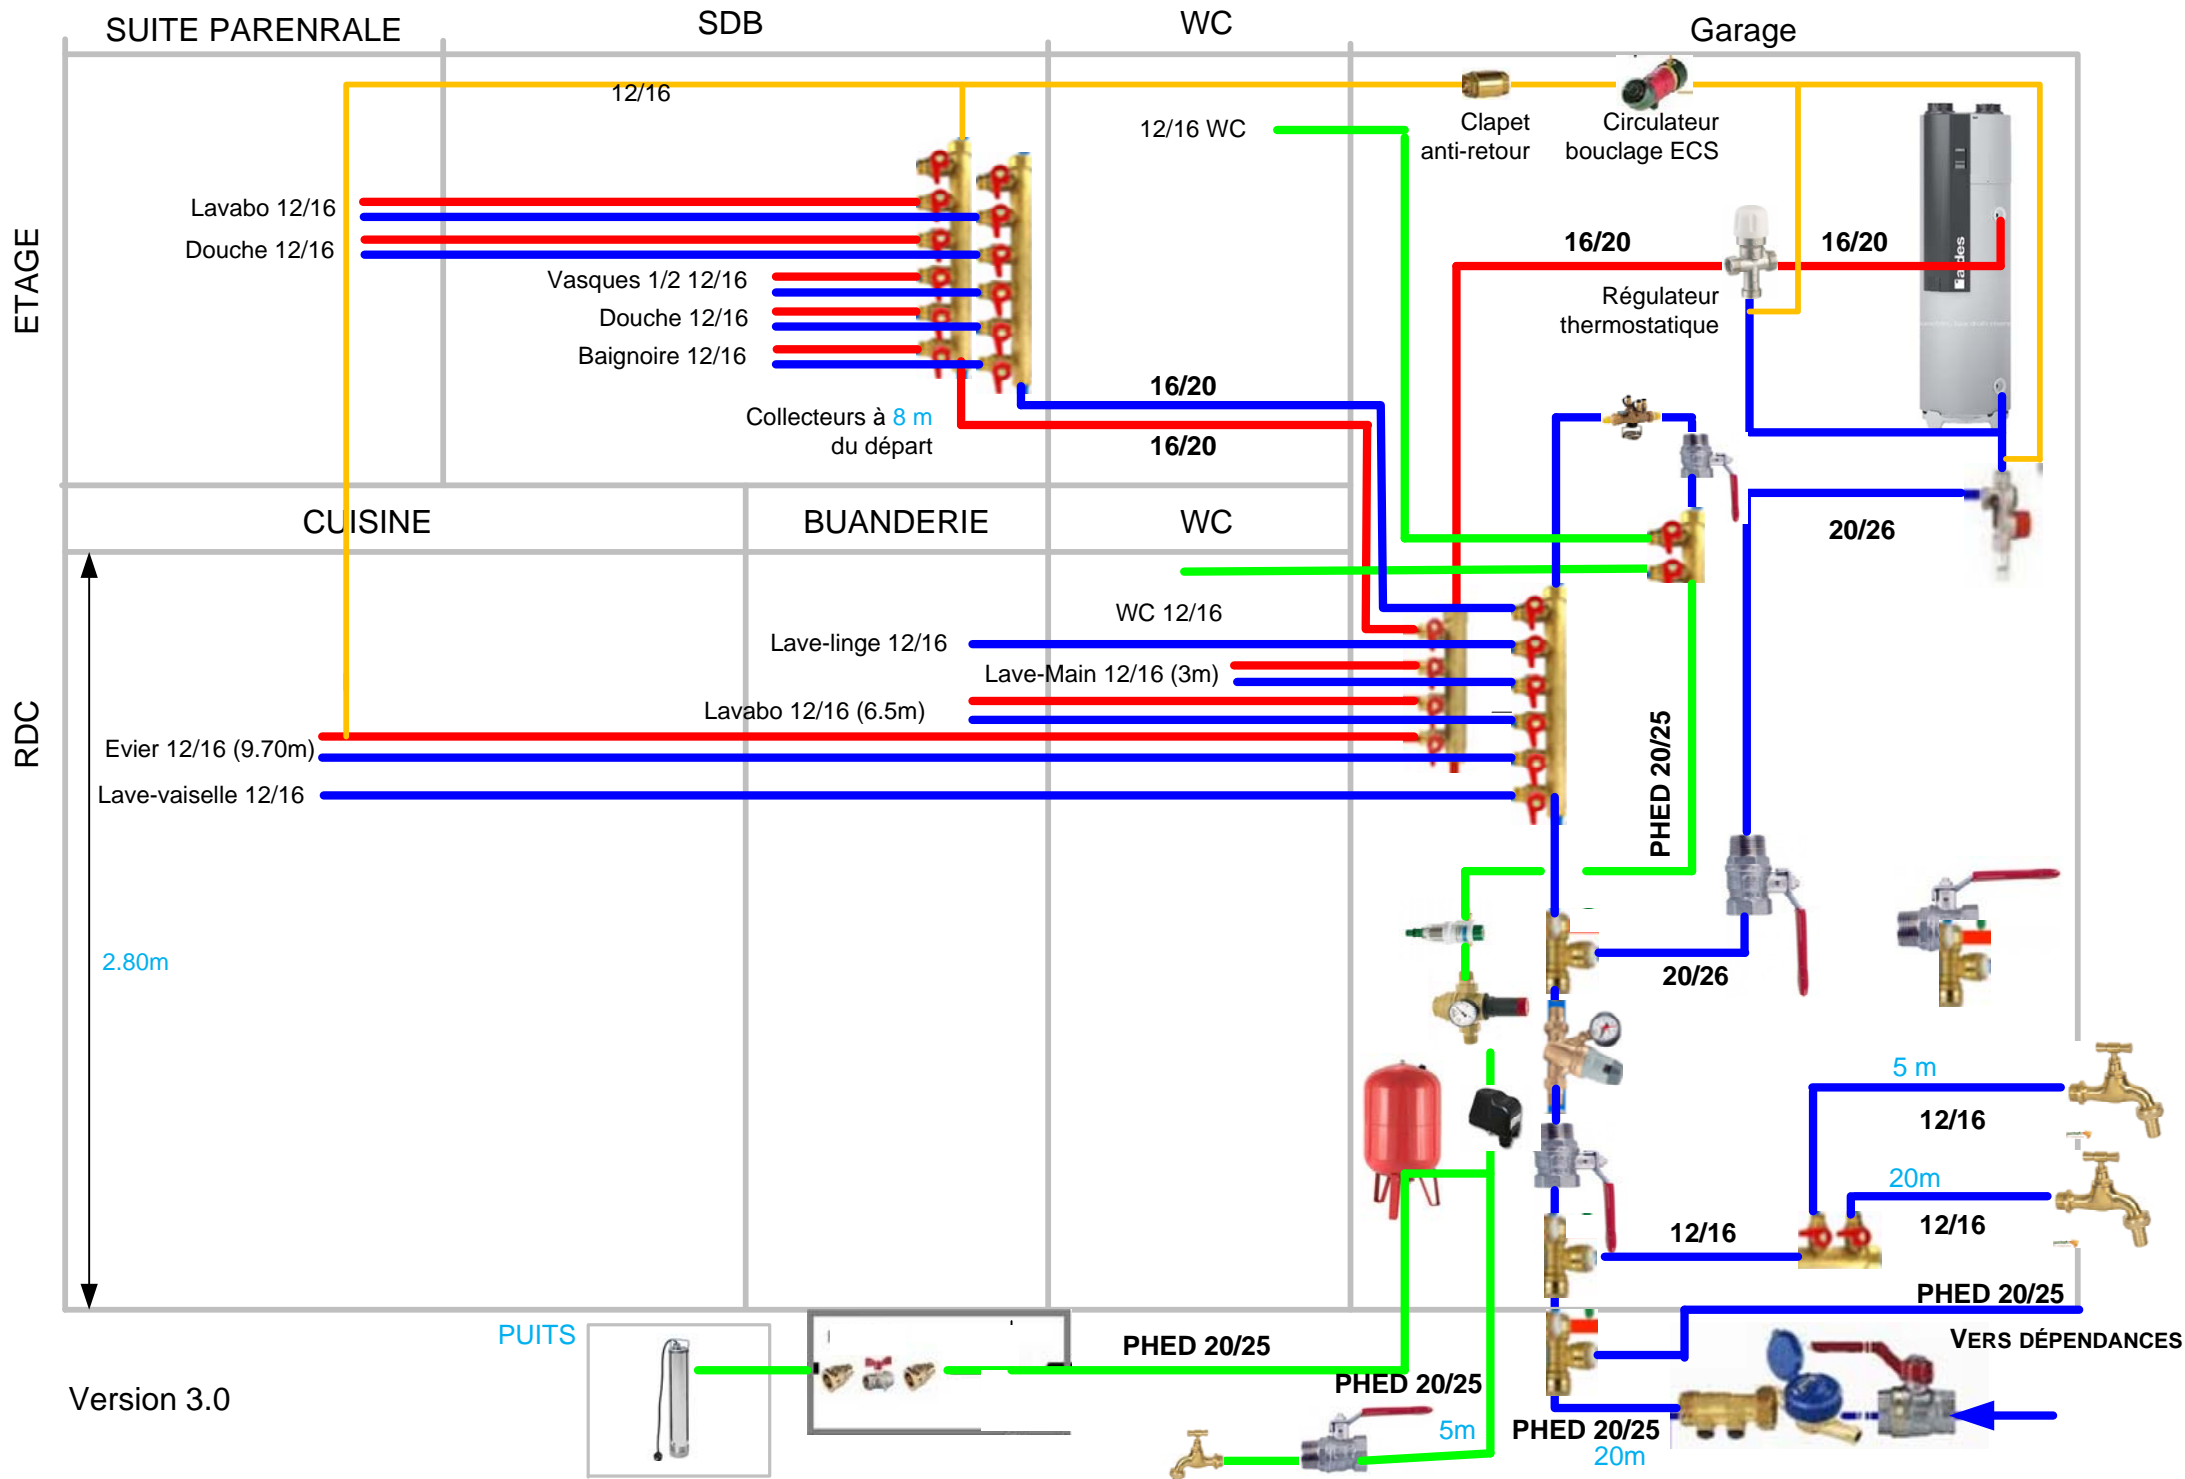 SUITE PARENRALE
SDB
WC
Garage
12/16
12/16 WC
Clapet
anti-retour
Circulateur
bouclage ECS
ETAGE
Lavabo 12/16
Douche 12/16
Vasques 1/2 12/16
Douche 12/16
Baignoire 12/16
16/20
16/20
Régulateur
thermostatique
aldes
Collecteurs à 8 m
du départ
16/20
16/20
CUISINE
BUANDERIE
WC
20/26
RDC
WC 12/16
Lave-linge 12/16
Lave-Main 12/16 (3m)
Lavabo 12/16 (6.5m)
Evier 12/16 (9.70m)
Lave-vaiselle 12/16
PHED 20/25
2.80m
20/26
5 m
12/16
20m
12/16
12/16
PHED 20/25
VERS DÉPENDANCES
PUITS
PHED 20/25
PHED 20/25
5m
PHED 20/25
20m
Version 3.0